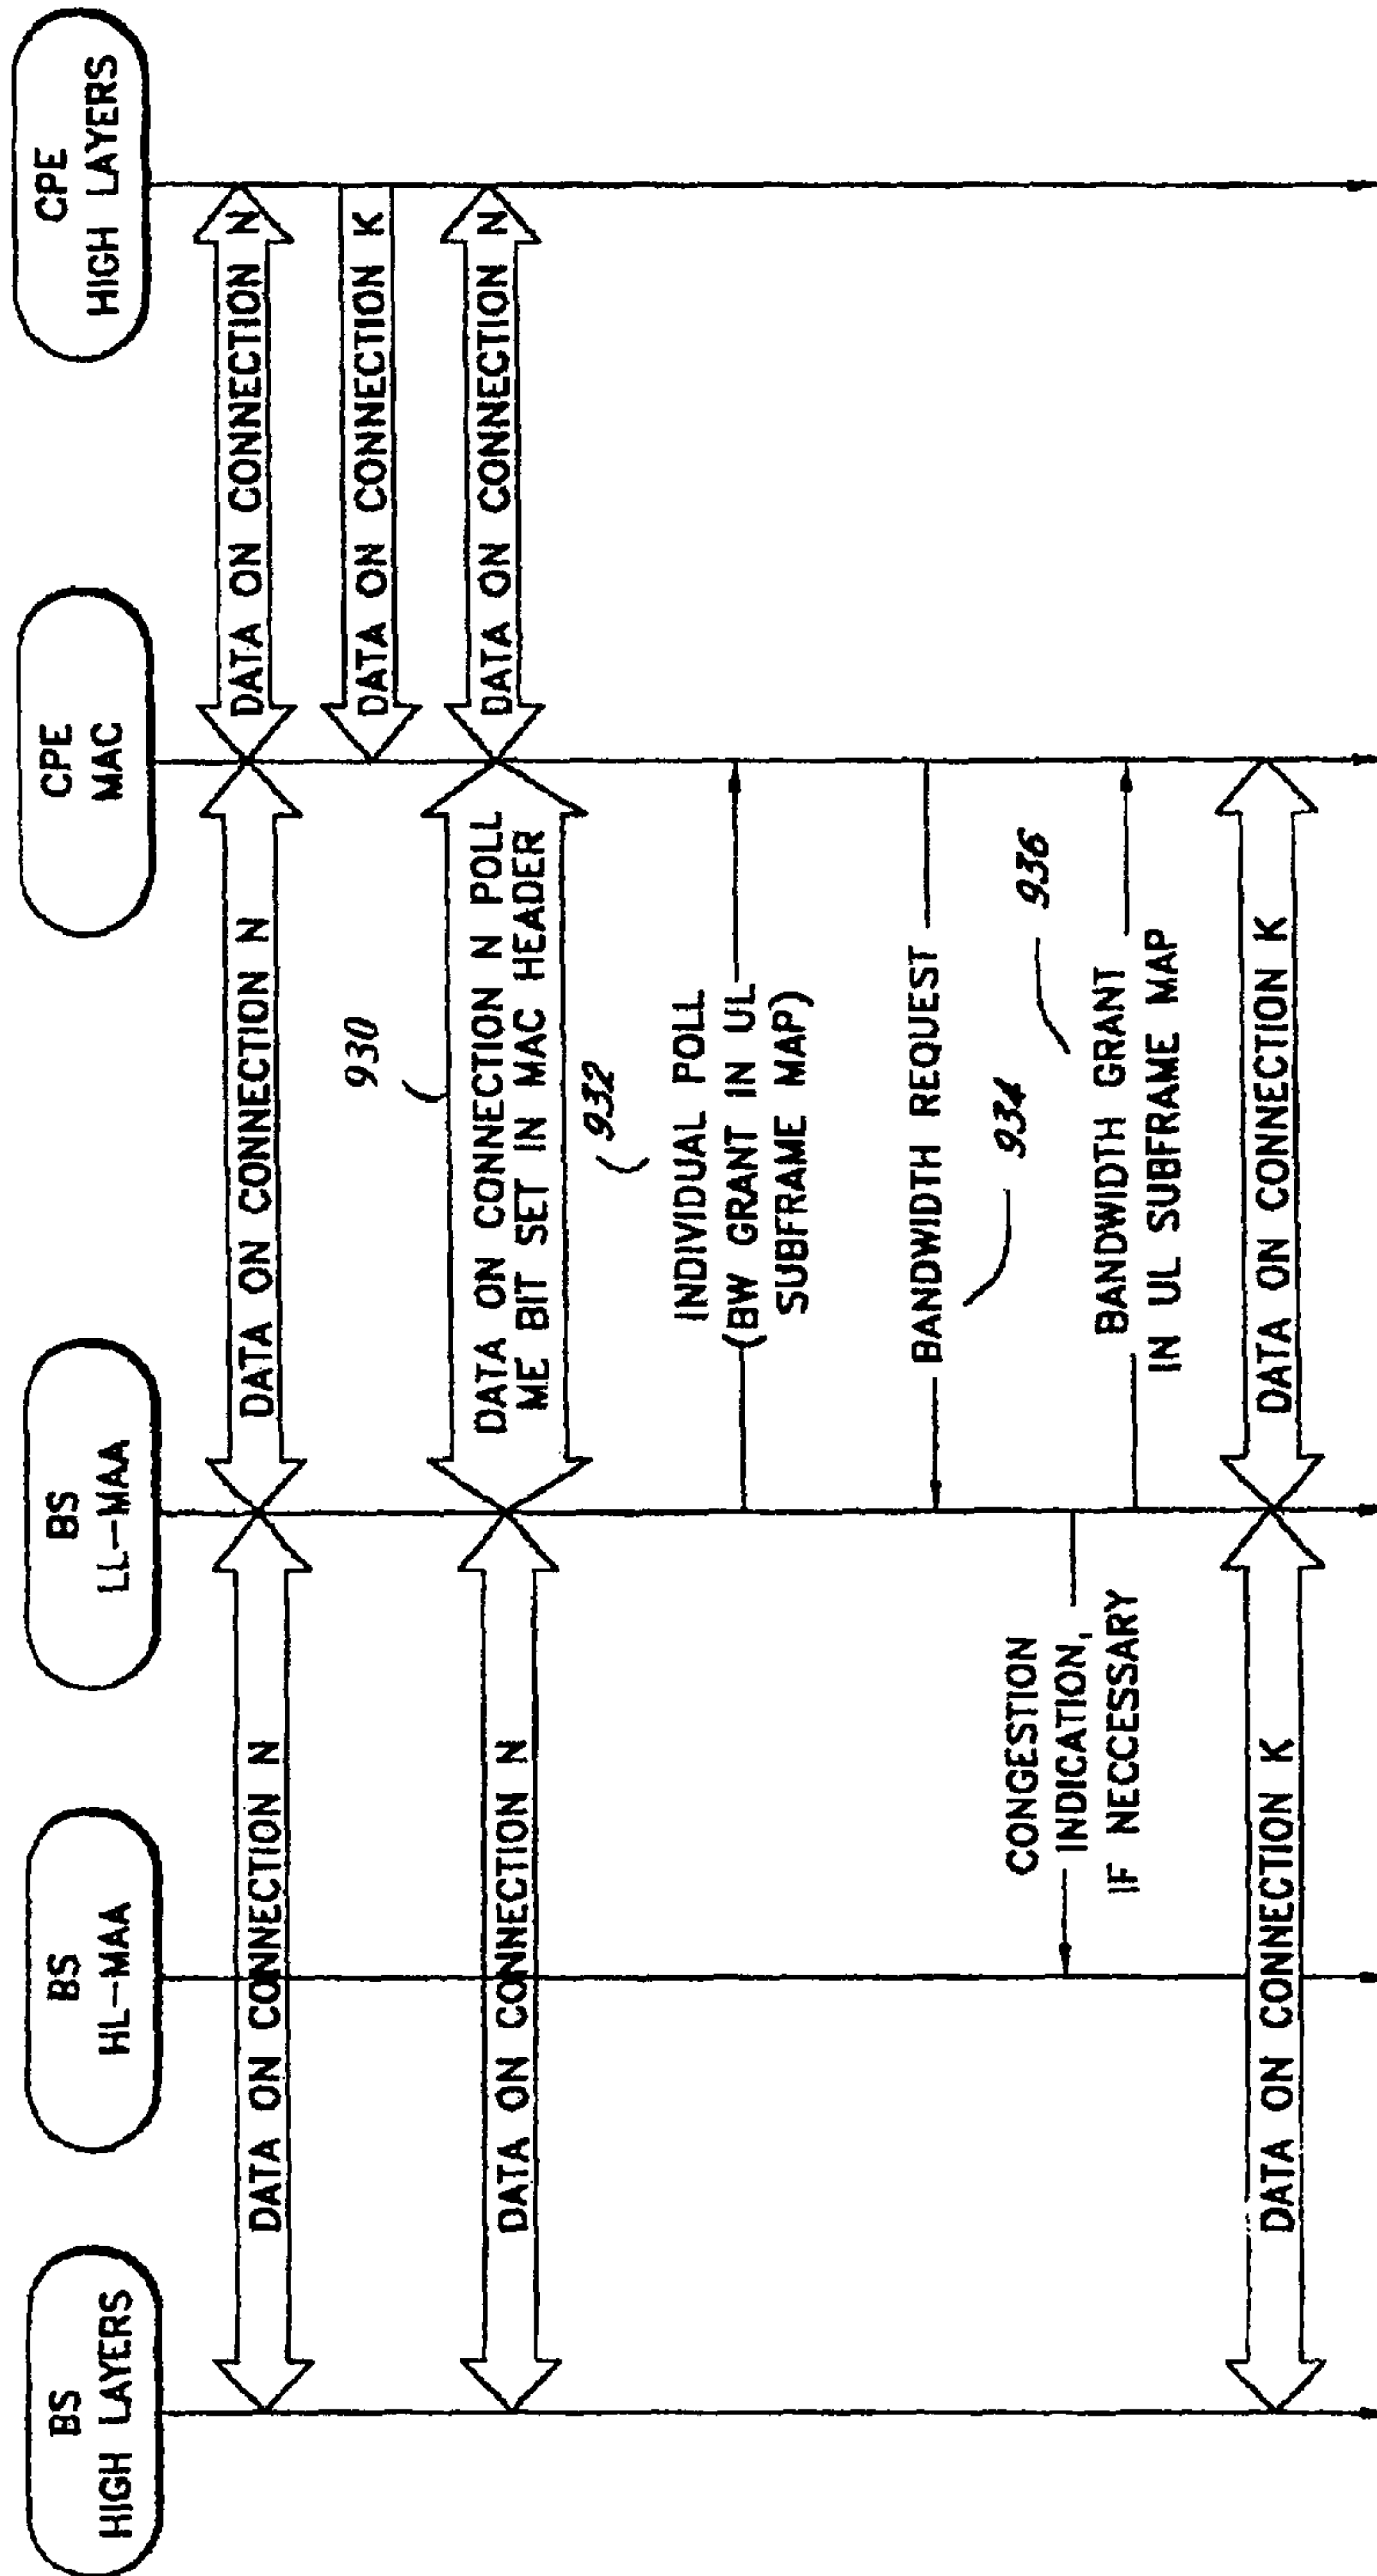 BS
HIGH LAYERS
BS
HL-MAA
BS
LL-MAA
CPE
MAC
CPE
HIGH LAYERS
DATA ON CONNECTION N
DATA ON CONNECTION N
DATA ON CONNECTION N
DATA ON CONNECTION K
930
DATA ON CONNECTION N
DATA ON CONNECTION N POLL
ME BIT SET IN MAC HEADER
DATA ON CONNECTION N
932
INDIVIDUAL POLL
(BW GRANT IN UL
SUBFRAME MAP)
BANDWIDTH REQUEST
934
CONGESTION
INDICATION,
IF NECCESSARY
936
BANDWIDTH GRANT
IN UL SUBFRAME MAP
DATA ON CONNECTION K
DATA ON CONNECTION K